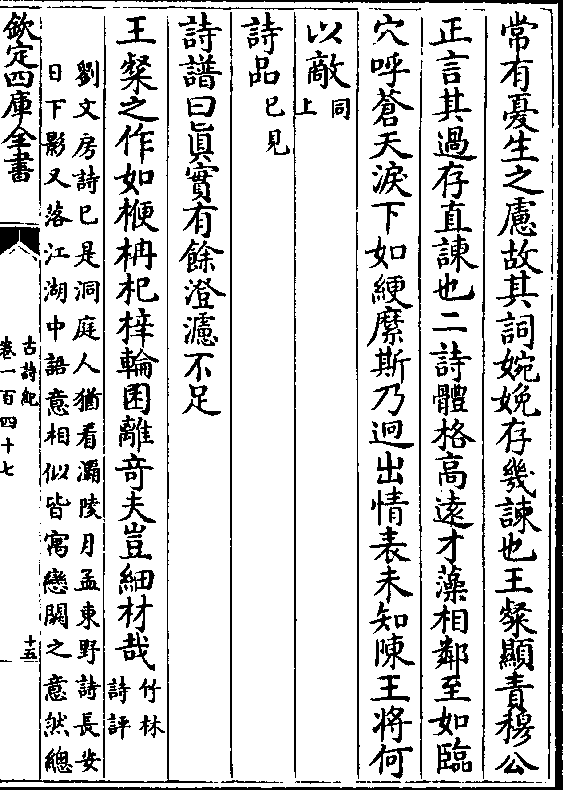 常有憂生之慮故其詞婉娩存幾諫也王粲顯責穆公
正言其過存直諫也二詩體格高逺才藻相鄰至如臨
穴呼蒼天淚下如綆縻斯乃逈出情表未知陳王將何
以敵同上
詩品已見
詩譜曰眞實有餘澄濾不足
王粲之作如楩枏杞梓輪囷離竒夫豈細材哉竹林詩評
劉文房詩已是洞庭人猶看灞陵月孟東野詩長安
日下影又落江湖中語意相似皆寓戀闕之意然總
欽定四庫全書
古詩紀
卷一百四十七
十五